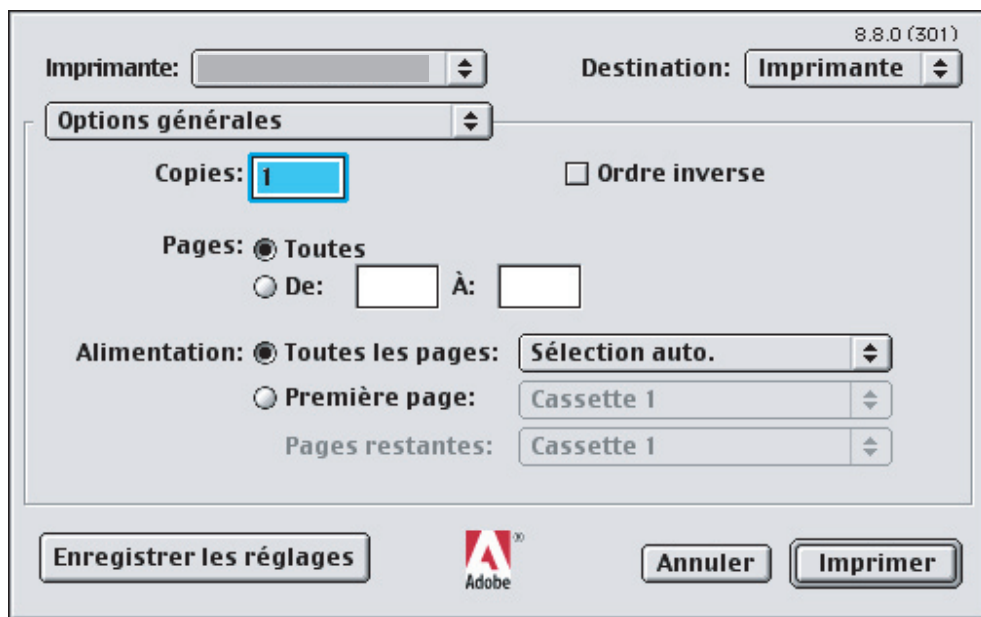 8.8.0 (301)
Imprimante: Destination: Imprimante
Options générales
Copies: 1 Ordre inverse
Pages: Toutes
De: À:
Alimentation: Toutes les pages: Sélection auto.
Première page: Cassette 1
Pages restantes: Cassette 1
Enregistrer les réglages Adobe® Annuler Imprimer